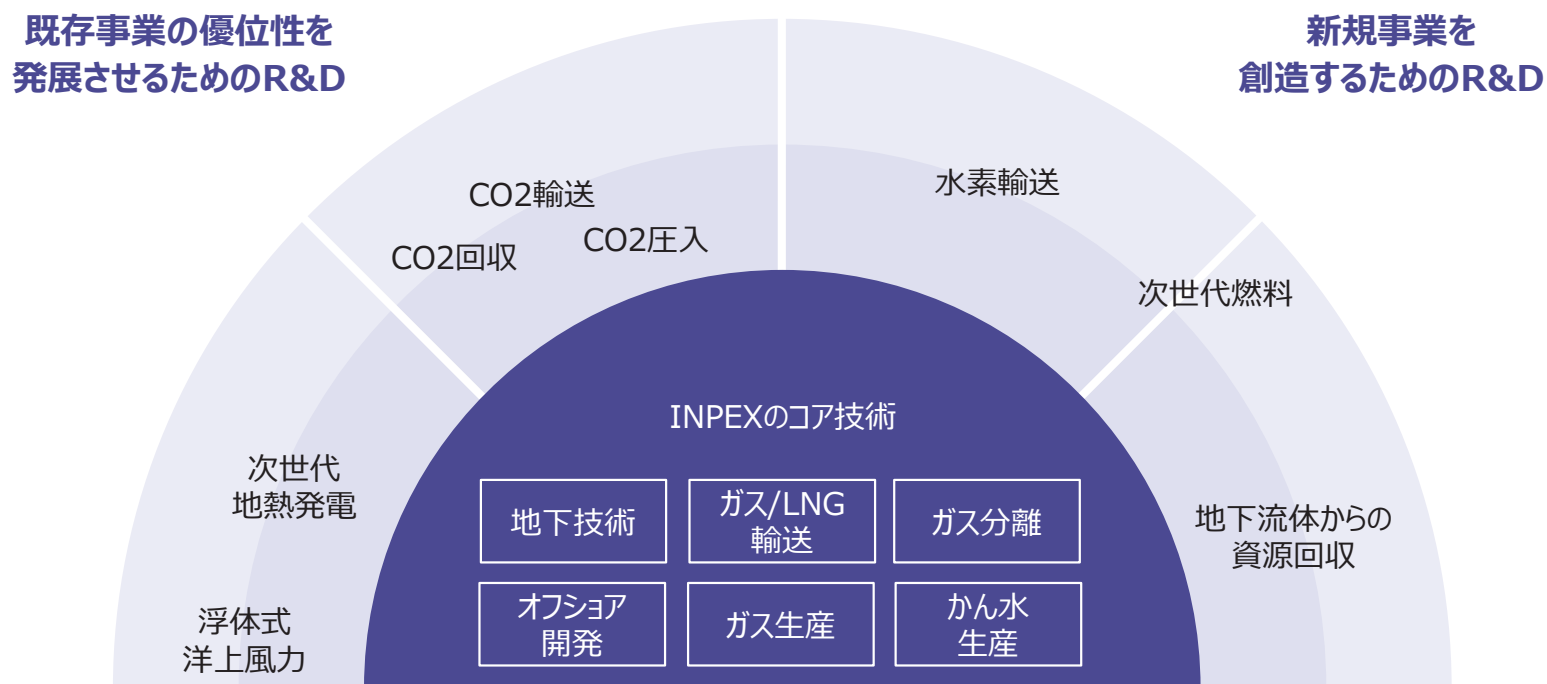 既存事業の優位性を
発展させるためのR&D
新規事業を
創造するためのR&D
CO2輸送
CO2回収
CO2圧入
水素輸送
次世代燃料
次世代
地熱発電
浮体式
洋上風力
地下流体からの
資源回収
INPEXのコア技術
地下技術
ガス/LNG
輸送
ガス分離
オフショア
開発
ガス生産
かん水
生産